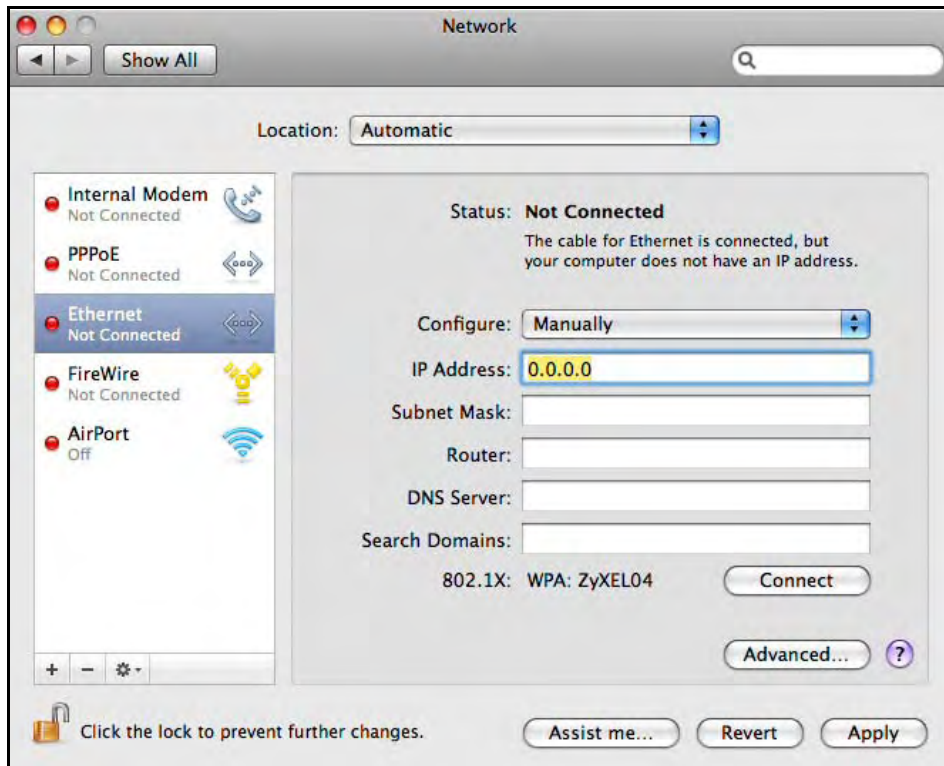 Network
Show All
Location: Automatic
Internal Modem
Not Connected
PPPoE
Not Connected
Ethernet
Not Connected
FireWire
Not Connected
AirPort
Off
Status: Not Connected
The cable for Ethernet is connected, but
your computer does not have an IP address.
Configure: Manually
IP Address: 0.0.0.0
Subnet Mask:
Router:
DNS Server:
Search Domains:
802.1X: WPA: ZyXEL04 Connect
Advanced... ?
Click the lock to prevent further changes.
Assist me... Revert Apply